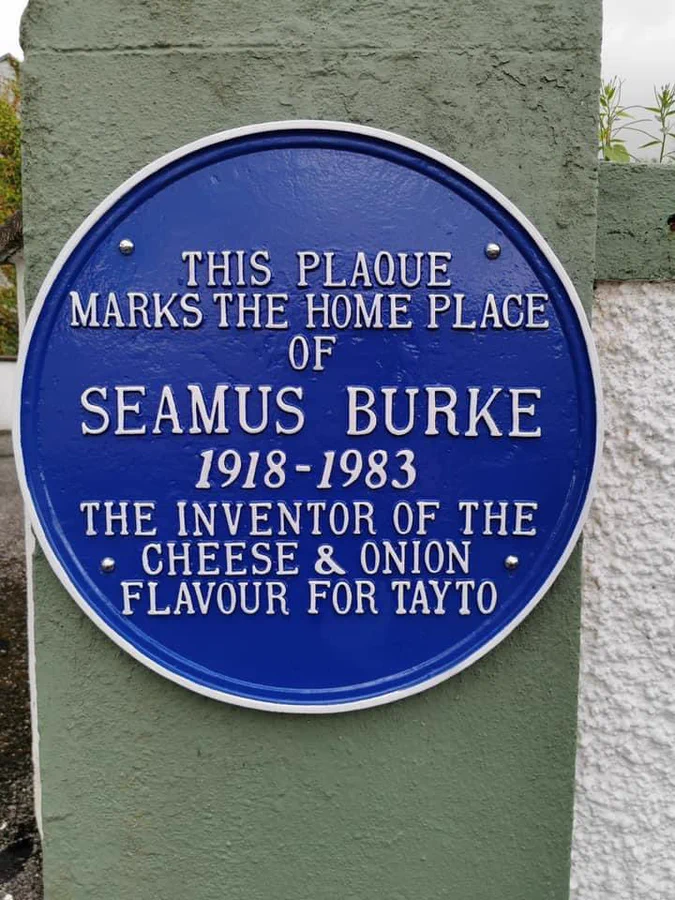 THIS PLAQUE
MARKS THE HOME PLACE
OF
SEAMUS BURKE
1918-1983
THE INVENTOR OF THE
CHEESE & ONION
FLAVOUR FOR TAYTO